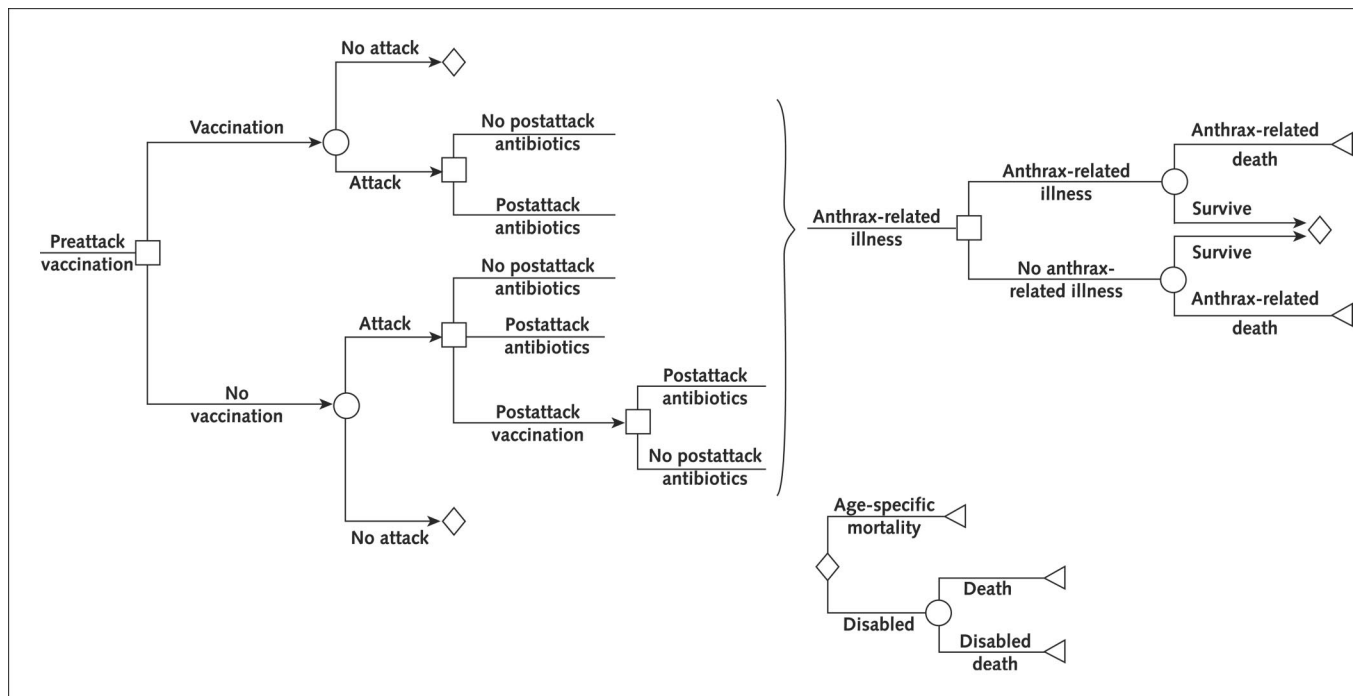 No attack
Vaccination
Attack
No postattack
antibiotics
Postattack
antibiotics
Preattack
vaccination
No postattack
antibiotics
Attack
Postattack
antibiotics
No
vaccination
Postattack
vaccination
Postattack
antibiotics
No postattack
antibiotics
No attack
Anthrax-related
illness
Anthrax-related
illness
Anthrax-related
death
Survive
Survive
No anthrax-
related illness
Anthrax-related
death
Age-specific
mortality
Disabled
Death
Disabled
death